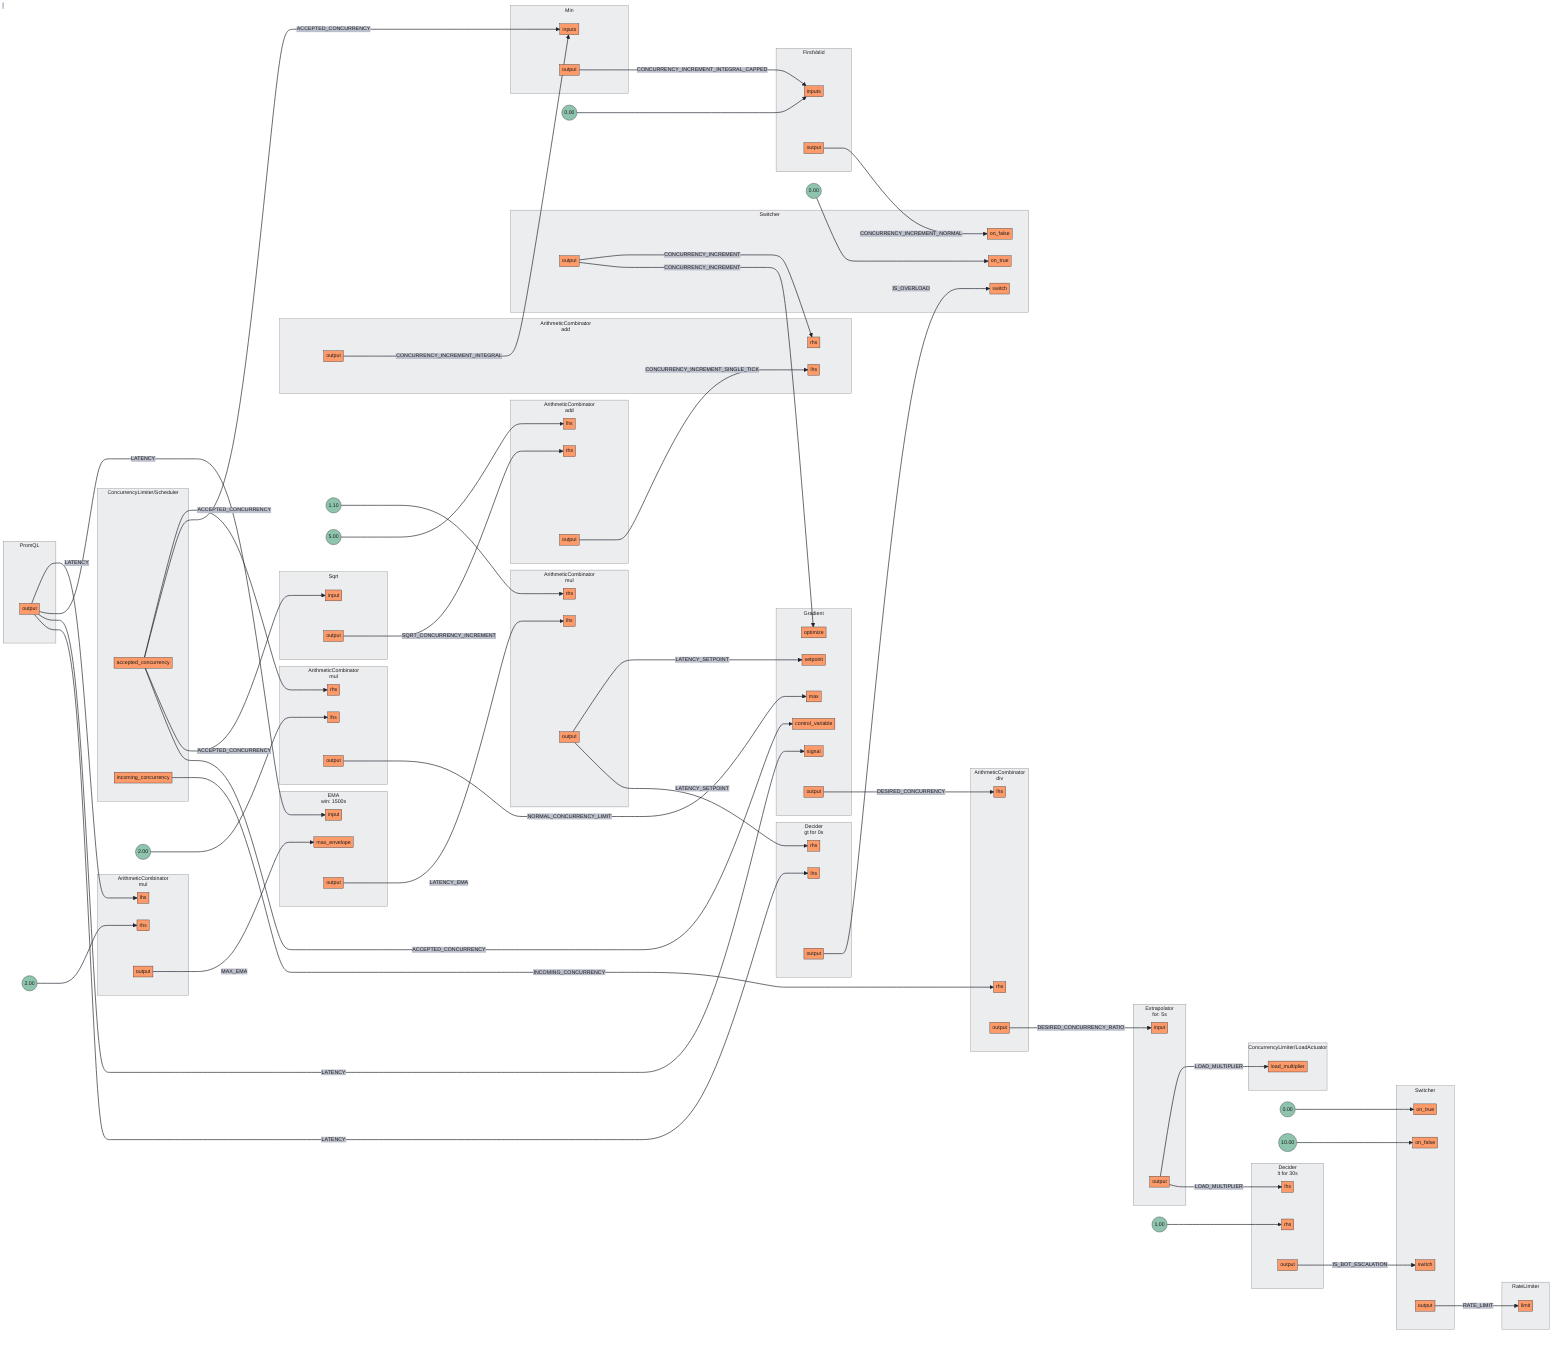 Min
inputs
output
ACCEPTED_CONCURRENCY
CONCURRENCY_INCREMENT_INTEGRAL_CAPPED
0.00
FirstValid
inputs
output
0.00
Switcher
CONCURRENCY_INCREMENT_NORMAL
on_false
output
CONCURRENCY_INCREMENT
on_true
CONCURRENCY_INCREMENT
IS_OVERLOAD
switch
ArithmeticCombinator
add
rhs
output
CONCURRENCY_INCREMENT_INTEGRAL
CONCURRENCY_INCREMENT_SINGLE_TICK
lhs
ArithmeticCombinator
add
lhs
rhs
output
LATENCY
ConcurrencyLimiter/Scheduler
ACCEPTED_CONCURRENCY
accepted_concurrency
ACCEPTED_CONCURRENCY
incoming_concurrency
1.10
5.00
PromQL
LATENCY
output
Sqrt
input
output
SQRT_CONCURRENCY_INCREMENT
ArithmeticCombinator
mul
rhs
lhs
output
LATENCY_SETPOINT
LATENCY_SETPOINT
Gradient
optimize
setpoint
max
control_variable
signal
output
DESIRED_CONCURRENCY
ArithmeticCombinator
mul
rhs
lhs
output
NORMAL_CONCURRENCY_LIMIT
EMA
win: 1500s
input
max_envelope
output
LATENCY_EMA
2.00
ArithmeticCombinator
mul
lhs
rhs
output
MAX_EMA
2.00
Decider
gt for 0s
rhs
lhs
output
ACCEPTED_CONCURRENCY
INCOMING_CONCURRENCY
ArithmeticCombinator
div
lhs
rhs
output
DESIRED_CONCURRENCY_RATIO
LATENCY
LATENCY
Extrapolator
for: 5s
input
output
LOAD_MULTIPLIER
LOAD_MULTIPLIER
ConcurrencyLimiter/LoadActuator
load_multiplier
0.00
10.00
1.00
Decider
lt for 30s
lhs
rhs
output
IS_BOT_ESCALATION
Switcher
on_true
on_false
switch
output
RATE_LIMIT
RateLimiter
limit